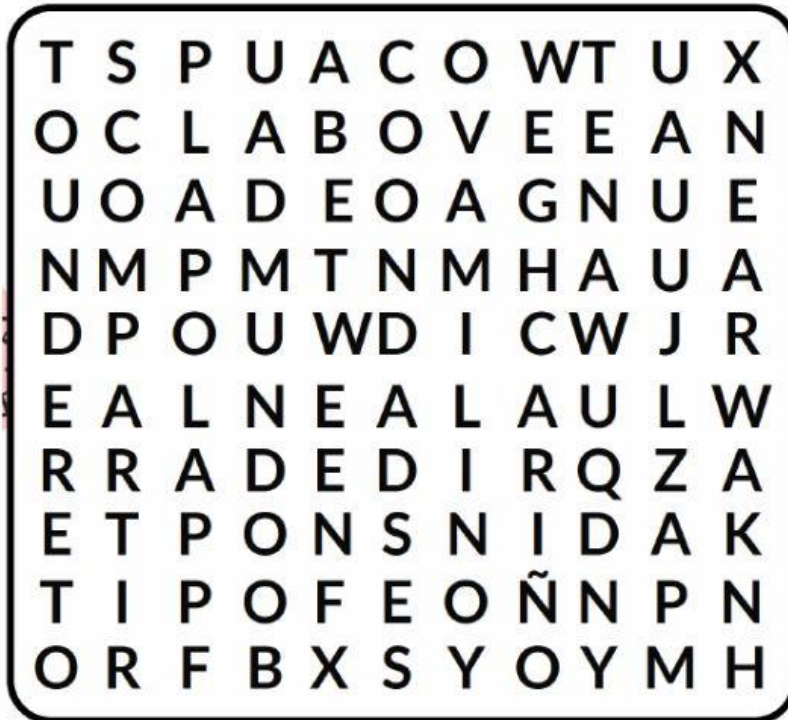 T S P U A C O W T U X
O C L A B O V E E A N
U O A D E O A G N U E
N M P M T N M H A U A
D P O U W D I C W J R
E A L N E A L A U L W
R R A D E D I R Q Z A
E T P O N S N I D A K
T I P O F E O Ñ N P N
O R F B X S Y O Y M H